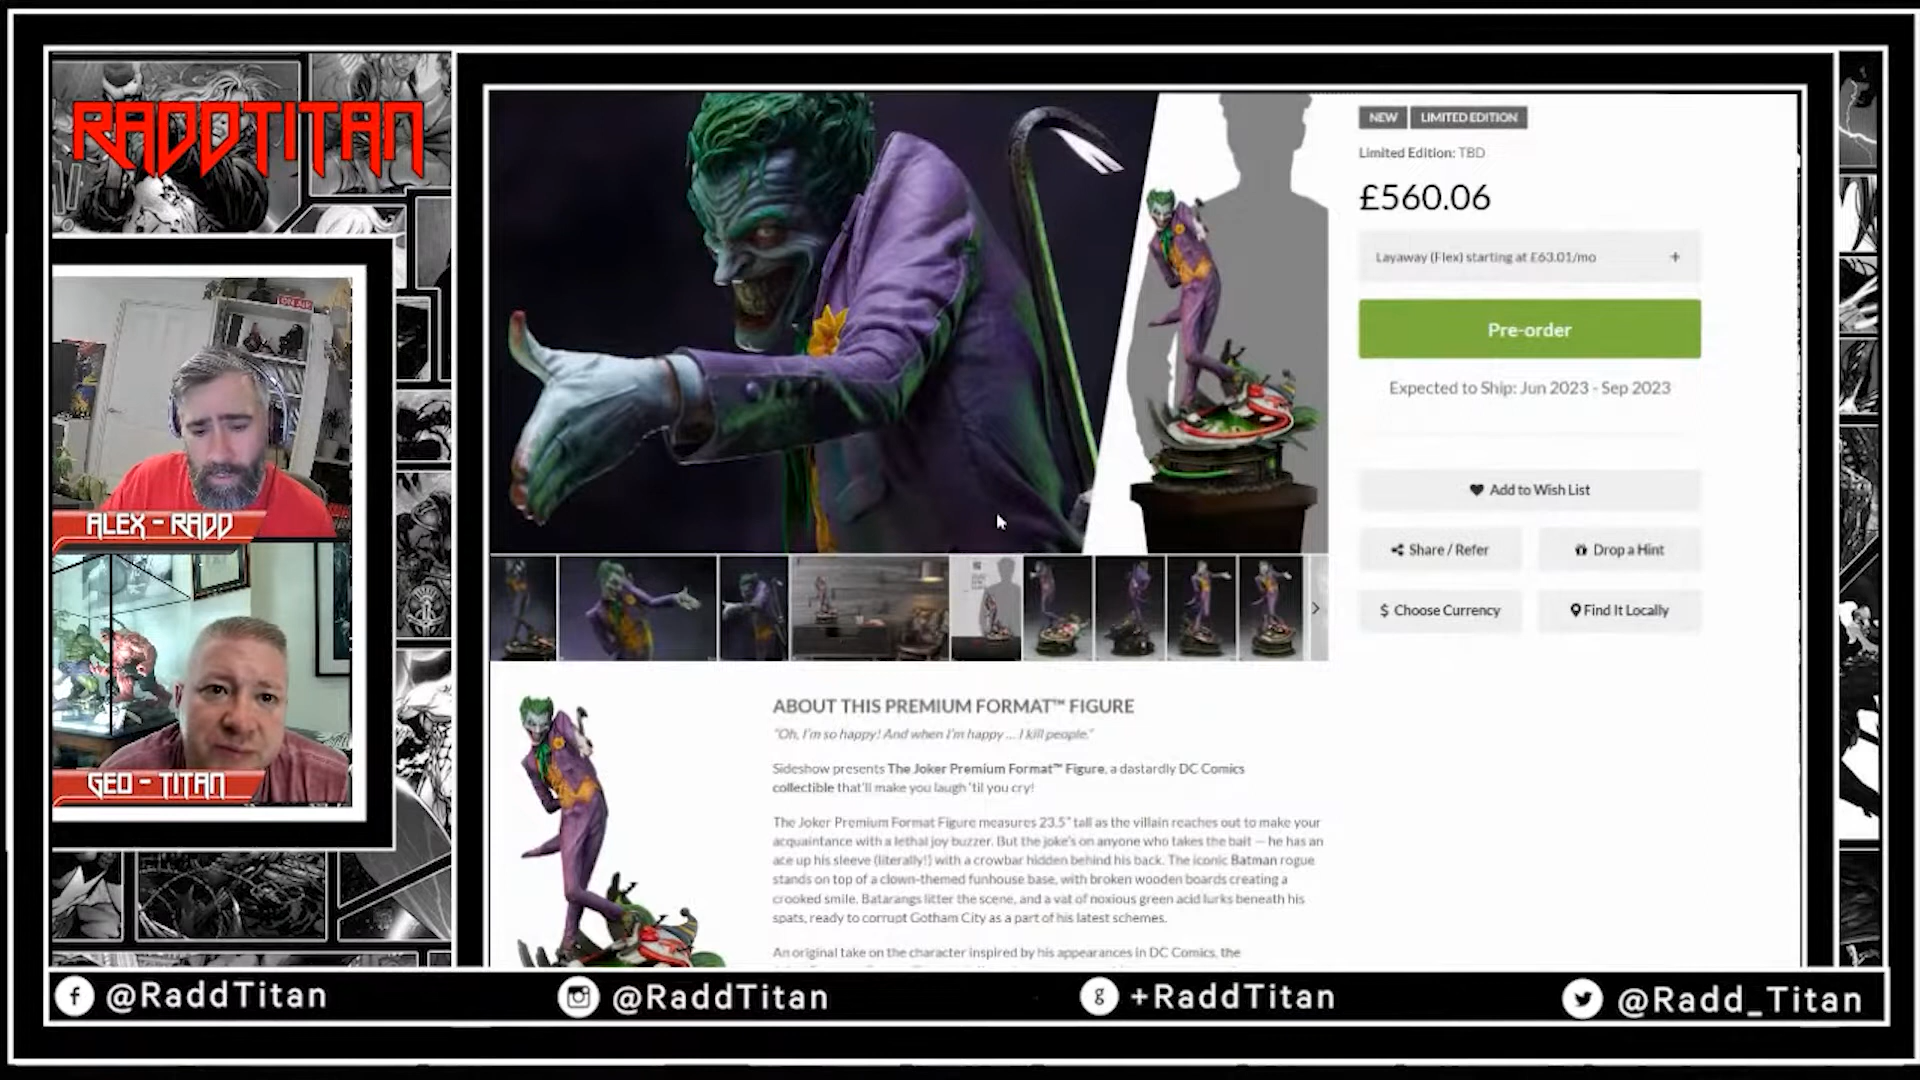 RADDTITAN
ON AIR
ALEX - RADD
GEO - TITAN
NEW
LIMITED EDITION
Limited Edition: TBD
£560.06
Layaway (Flex) starting at £63.01/mo
+
Pre-order
Expected to Ship: Jun 2023 - Sep 2023
Add to Wish List
Share / Refer
Drop a Hint
$ Choose Currency
Find It Locally
ABOUT THIS PREMIUM FORMAT™ FIGURE
"Oh, I'm so happy! And when I'm happy ... I kill people."
Sideshow presents The Joker Premium Format™ Figure, a dastardly DC Comics
collectible that'll make you laugh 'til you cry!
The Joker Premium Format Figure measures 23.5" tall as the villain reaches out to make your
acquaintance with a lethal joy buzzer. But the joke's on anyone who takes the bait — he has an
ace up his sleeve (literally!) with a crowbar hidden behind his back. The iconic Batman rogue
stands on top of a clown-themed funhouse base, with broken wooden boards creating a
crooked smile. Batarangs litter the scene, and a vat of noxious green acid lurks beneath his
spats, ready to corrupt Gotham City as a part of his latest schemes.
An original take on the character inspired by his appearances in DC Comics, the
@RaddTitan
@RaddTitan
+RaddTitan
@Radd_Titan